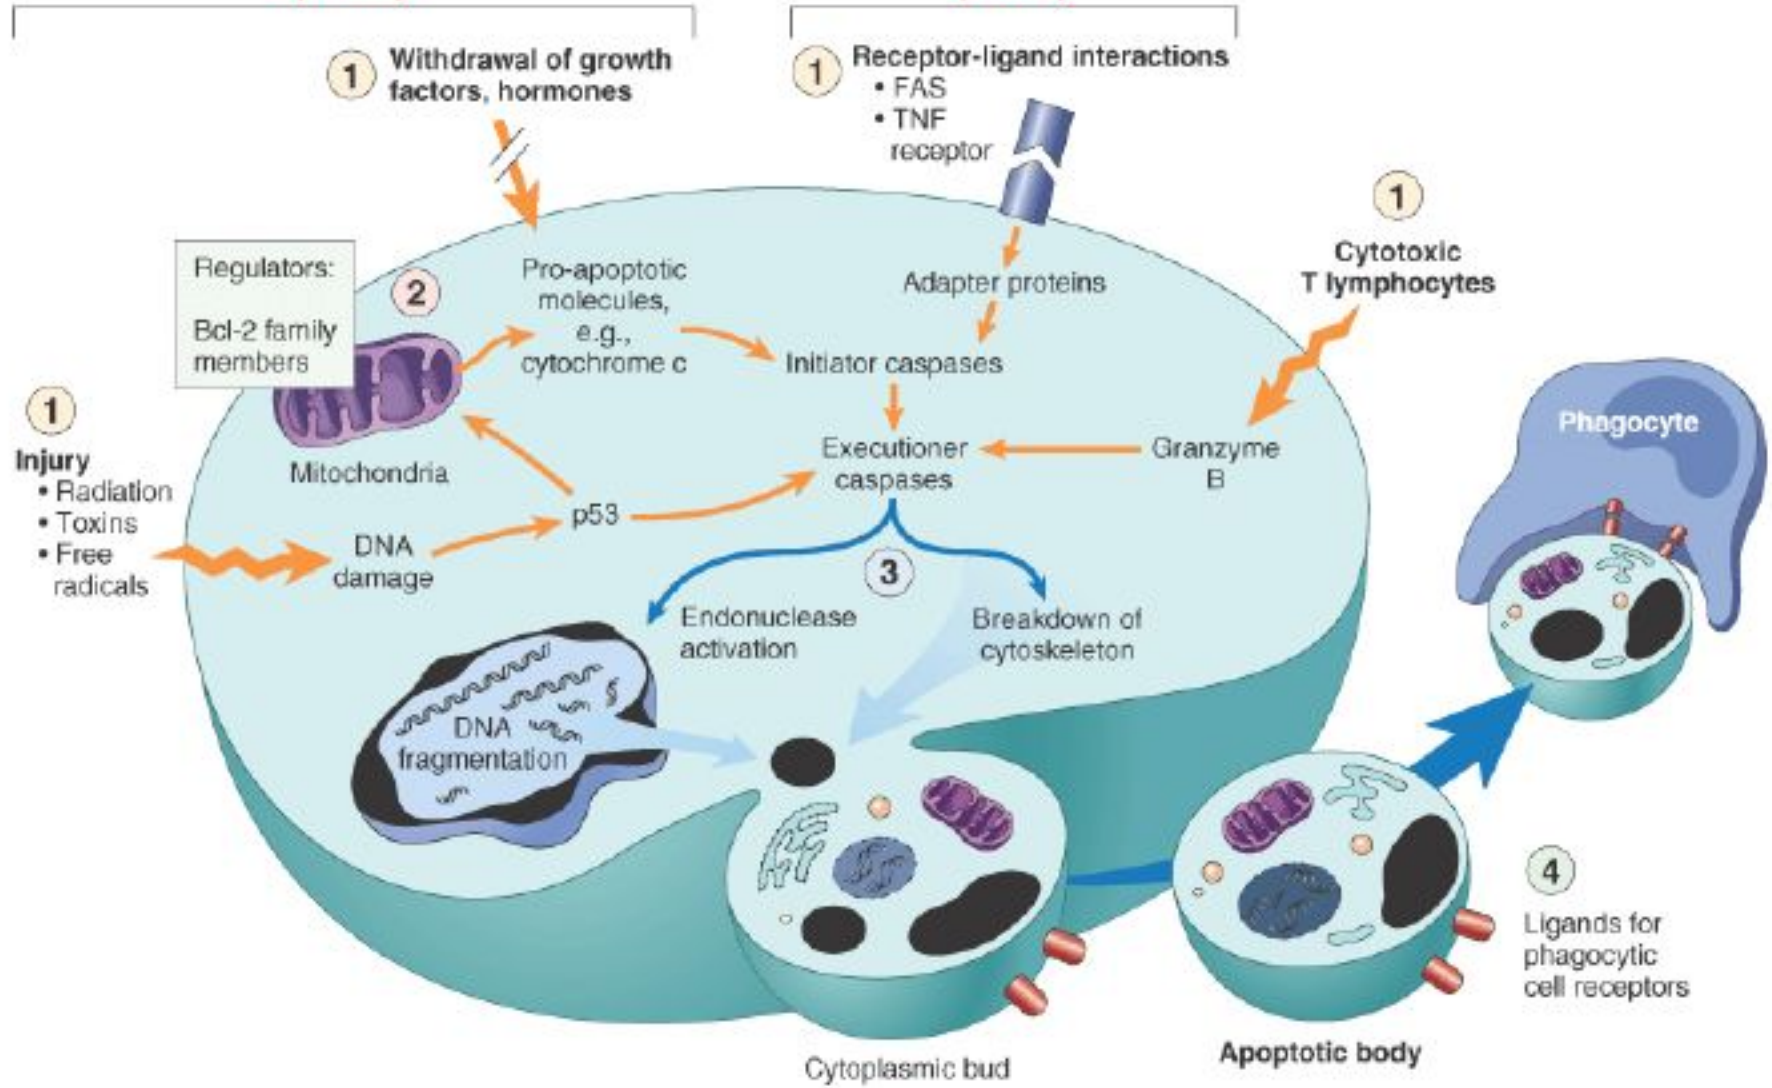 1
Withdrawal of growth
factors, hormones
1
Receptor-ligand interactions
• FAS
• TNF
receptor
1
Cytotoxic
T lymphocytes
Regulators:
Bcl-2 family
members
2
Pro-apoptotic
molecules,
e.g.,
cytochrome c
Adapter proteins
Initiator caspases
1
Injury
• Radiation
• Toxins
• Free
radicals
Mitochondria
Executioner
caspases
Granzyme
B
Phagocyte
p53
DNA
damage
3
Endonuclease
activation
Breakdown of
cytoskeleton
DNA
fragmentation
4
Ligands for
phagocytic
cell receptors
Cytoplasmic bud
Apoptotic body